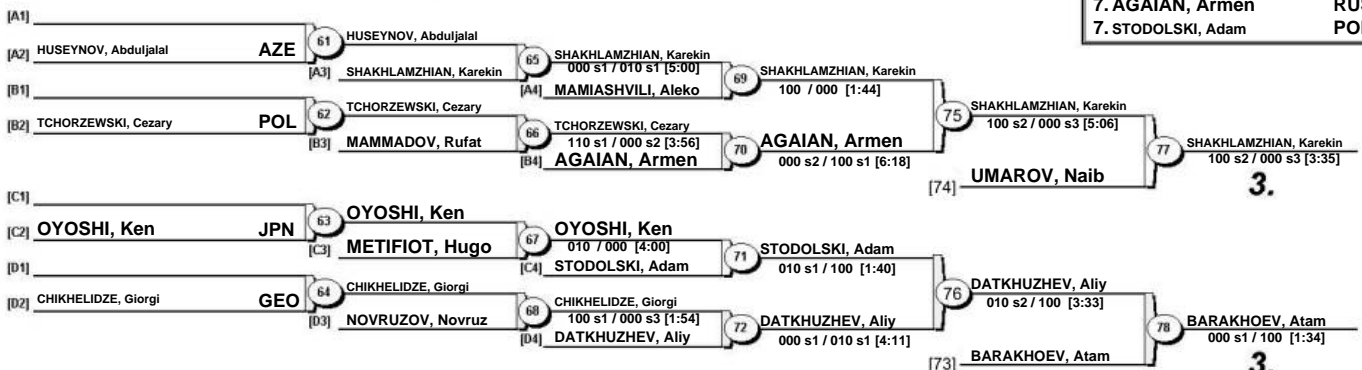 7. AGAIAN, Armen
7. STODOLSKI, Adam
[A1]
[A2] HUSEYNOV, Abduljalal AZE
61 HUSEYNOV, Abduljalal
[A3] SHAKHLAMZHIAN, Karekin
65 SHAKHLAMZHIAN, Karekin
000 s1 / 010 s1 [5:00]
[A4] MAMIASHVILI, Aleko
69 SHAKHLAMZHIAN, Karekin
100 / 000 [1:44]
[B1]
[B2] TCHORZEWSKI, Cezary POL
62 TCHORZEWSKI, Cezary
[B3] MAMMADOV, Rufat
66 TCHORZEWSKI, Cezary
110 s1 / 000 s2 [3:56]
[B4] AGAIAN, Armen
70 AGAIAN, Armen
000 s2 / 100 s1 [6:18]
75 SHAKHLAMZHIAN, Karekin
100 s2 / 000 s3 [5:06]
[74] UMAROV, Naib
77 SHAKHLAMZHIAN, Karekin
100 s2 / 000 s3 [3:35]
3.
[C1]
[C2] OYOSHI, Ken JPN
63 OYOSHI, Ken
[C3] METIFIOT, Hugo
67 OYOSHI, Ken
010 / 000 [4:00]
[C4] STODOLSKI, Adam
71 STODOLSKI, Adam
010 s1 / 100 [1:40]
[D1]
[D2] CHIKHELIDZE, Giorgi GEO
64 CHIKHELIDZE, Giorgi
[D3] NOVRUZOV, Novruz
68 CHIKHELIDZE, Giorgi
100 s1 / 000 s3 [1:54]
[D4] DATKHUZHEV, Aliy
72 DATKHUZHEV, Aliy
000 s1 / 010 s1 [4:11]
76 DATKHUZHEV, Aliy
010 s2 / 100 [3:33]
[73] BARAKHOEV, Atam
78 BARAKHOEV, Atam
000 s1 / 100 [1:34]
3.